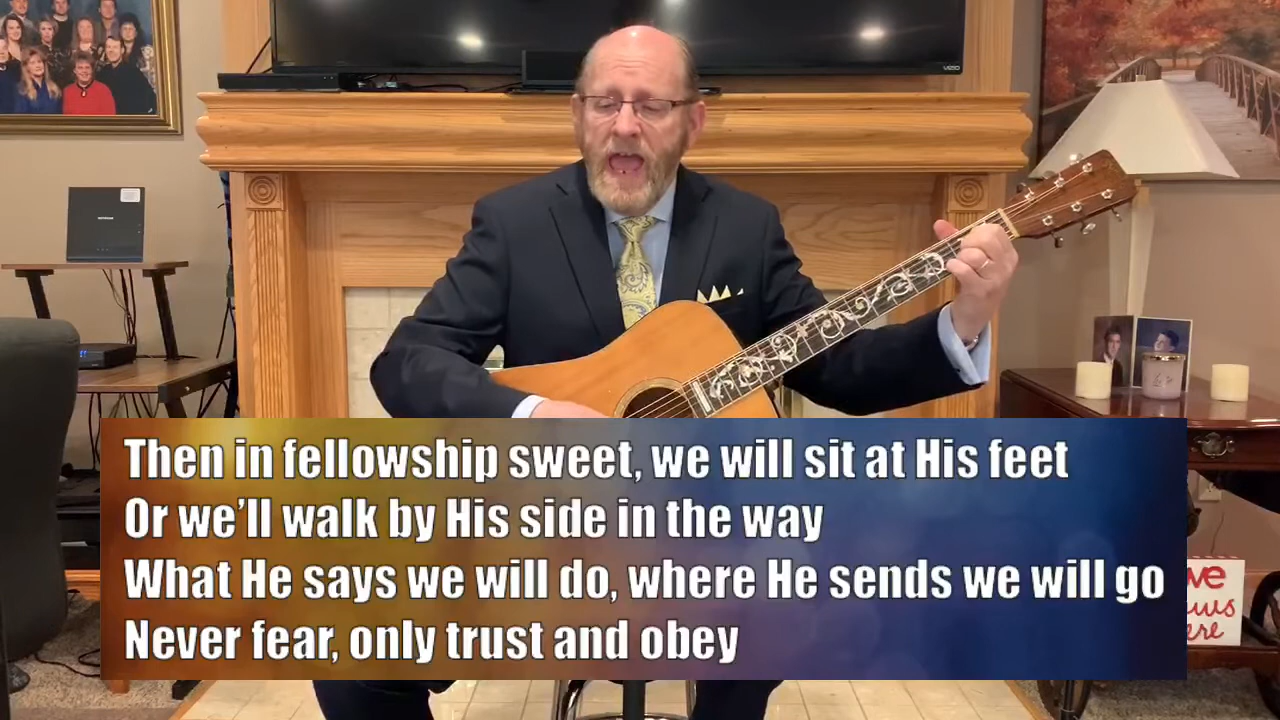 VIZIO
Then in fellowship sweet, we will sit at His feet
Or we’ll walk by His side in the way
What He says we will do, where He sends we will go
Never fear, only trust and obey